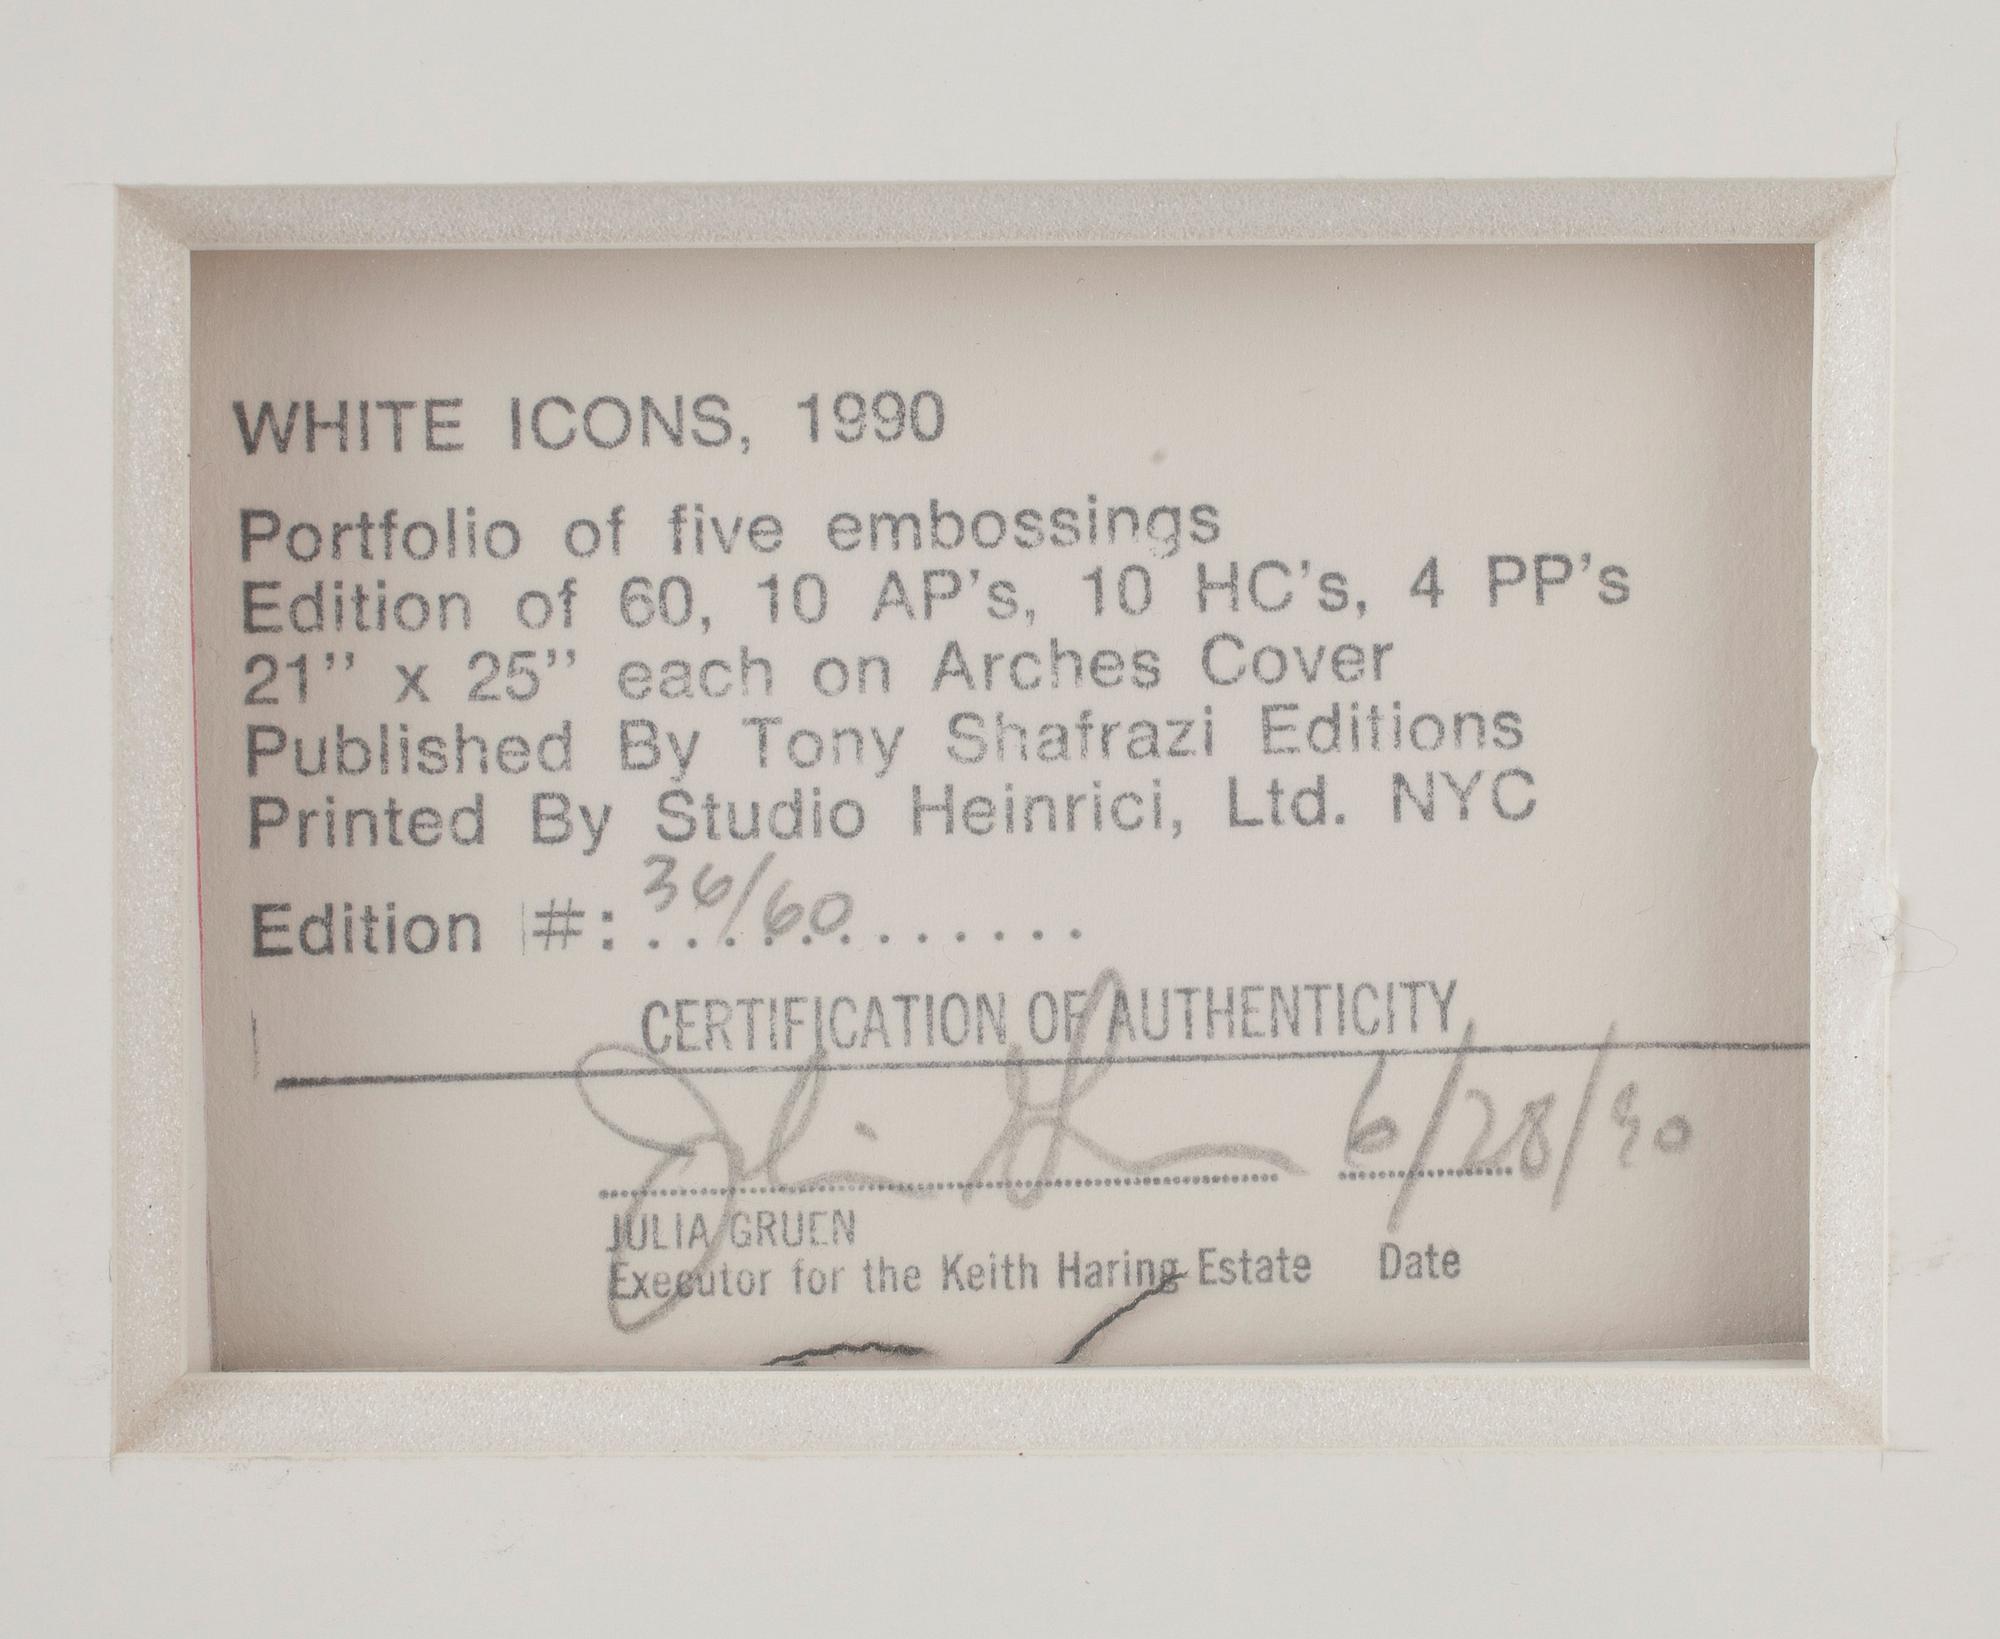 WHITE ICONS, 1990
Portfolio of five embossings
Edition of 60, 10 AP's, 10 HC's, 4 PP's
21" x 25" each on Arches Cover
Published By Tony Shafrazi Editions
Printed By Studio Heinrici, Ltd. NYC
Edition #: 36/60
CERTIFICATION OF AUTHENTICITY
Julia Gruen 6/28/90
JULIA GRUEN
Executor for the Keith Haring Estate Date